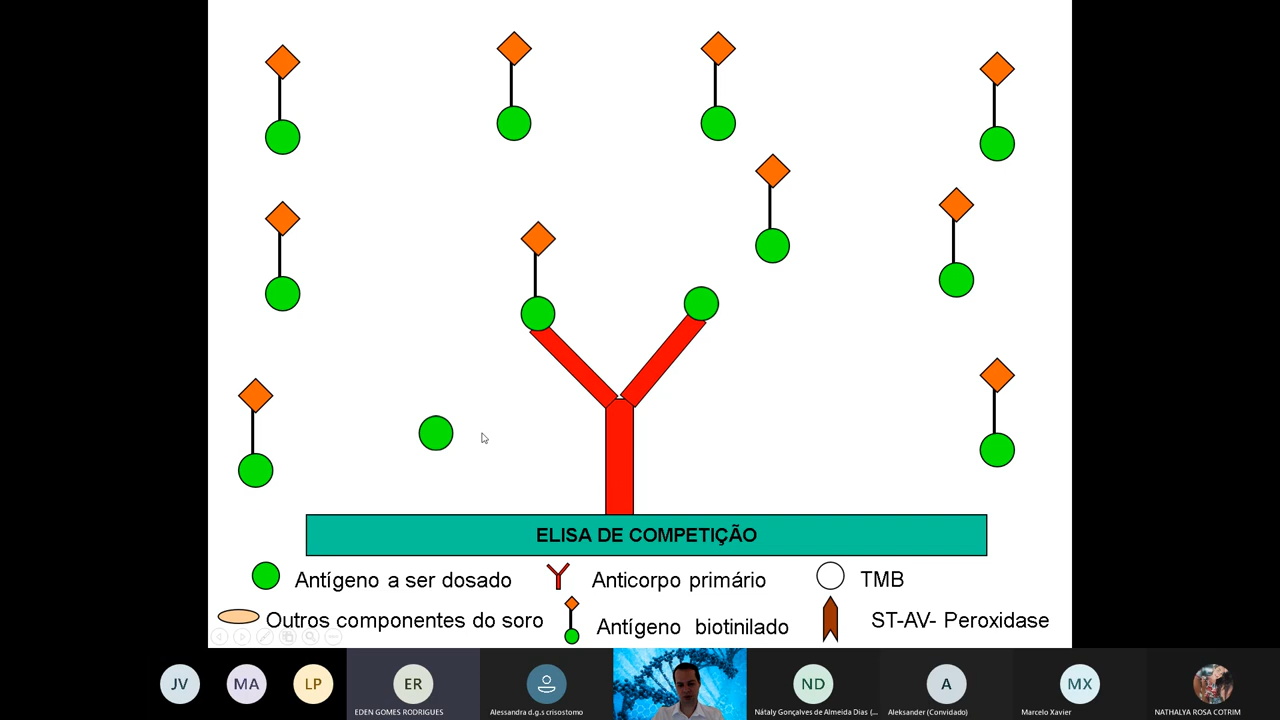 ELISA DE COMPETIÇÃO
Antígeno a ser dosado
Anticorpo primário
TMB
Outros componentes do soro
Antígeno biotinilado
ST-AV- Peroxidase
JV
MA
LP
ER
ND
A
MX
EDEN GOMES RODRIGUES
Alessandra d.g.s crisostomo
Nátaly Gonçalves de Almeida Dias (...
Aleksander (Convidado)
Marcelo Xavier
NATHALYA ROSA COTRIM